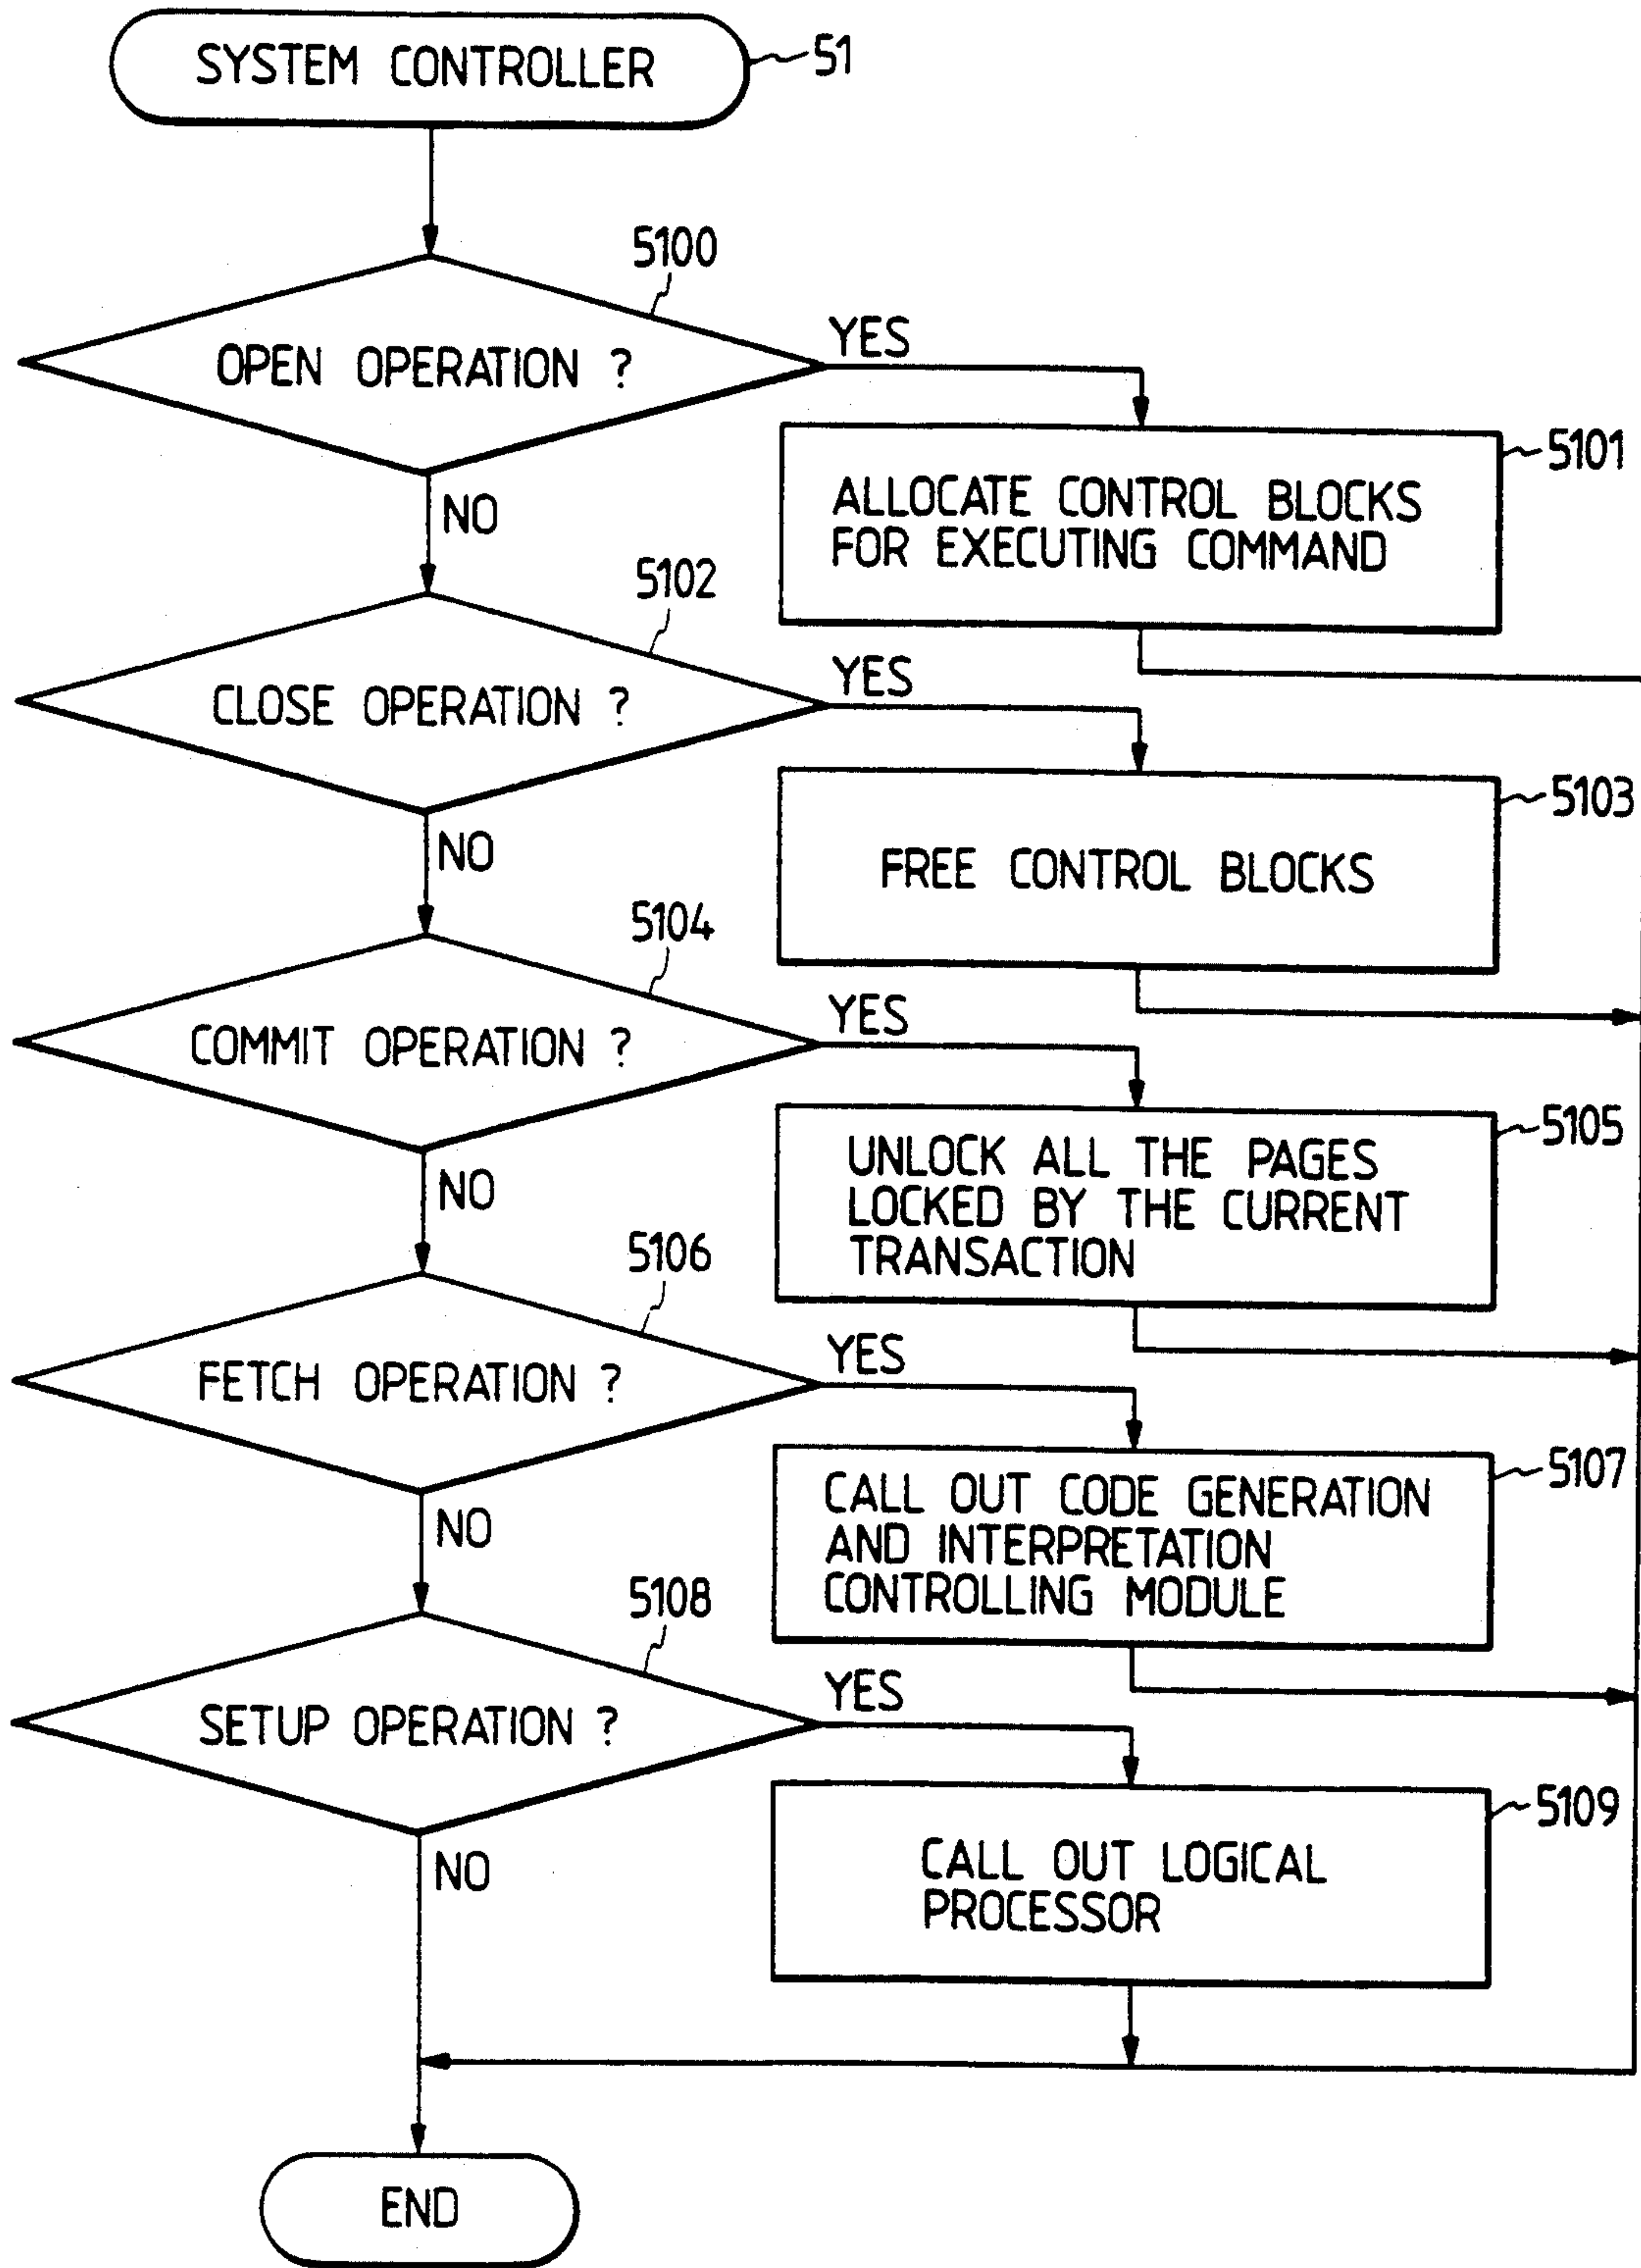 SYSTEM CONTROLLER
51
5100
OPEN OPERATION ?
YES
NO
5101
ALLOCATE CONTROL BLOCKS
FOR EXECUTING COMMAND
5102
CLOSE OPERATION ?
YES
NO
5103
FREE CONTROL BLOCKS
5104
COMMIT OPERATION ?
YES
NO
5105
UNLOCK ALL THE PAGES
LOCKED BY THE CURRENT
TRANSACTION
5106
FETCH OPERATION ?
YES
NO
5107
CALL OUT CODE GENERATION
AND INTERPRETATION
CONTROLLING MODULE
5108
SETUP OPERATION ?
YES
NO
5109
CALL OUT LOGICAL
PROCESSOR
END